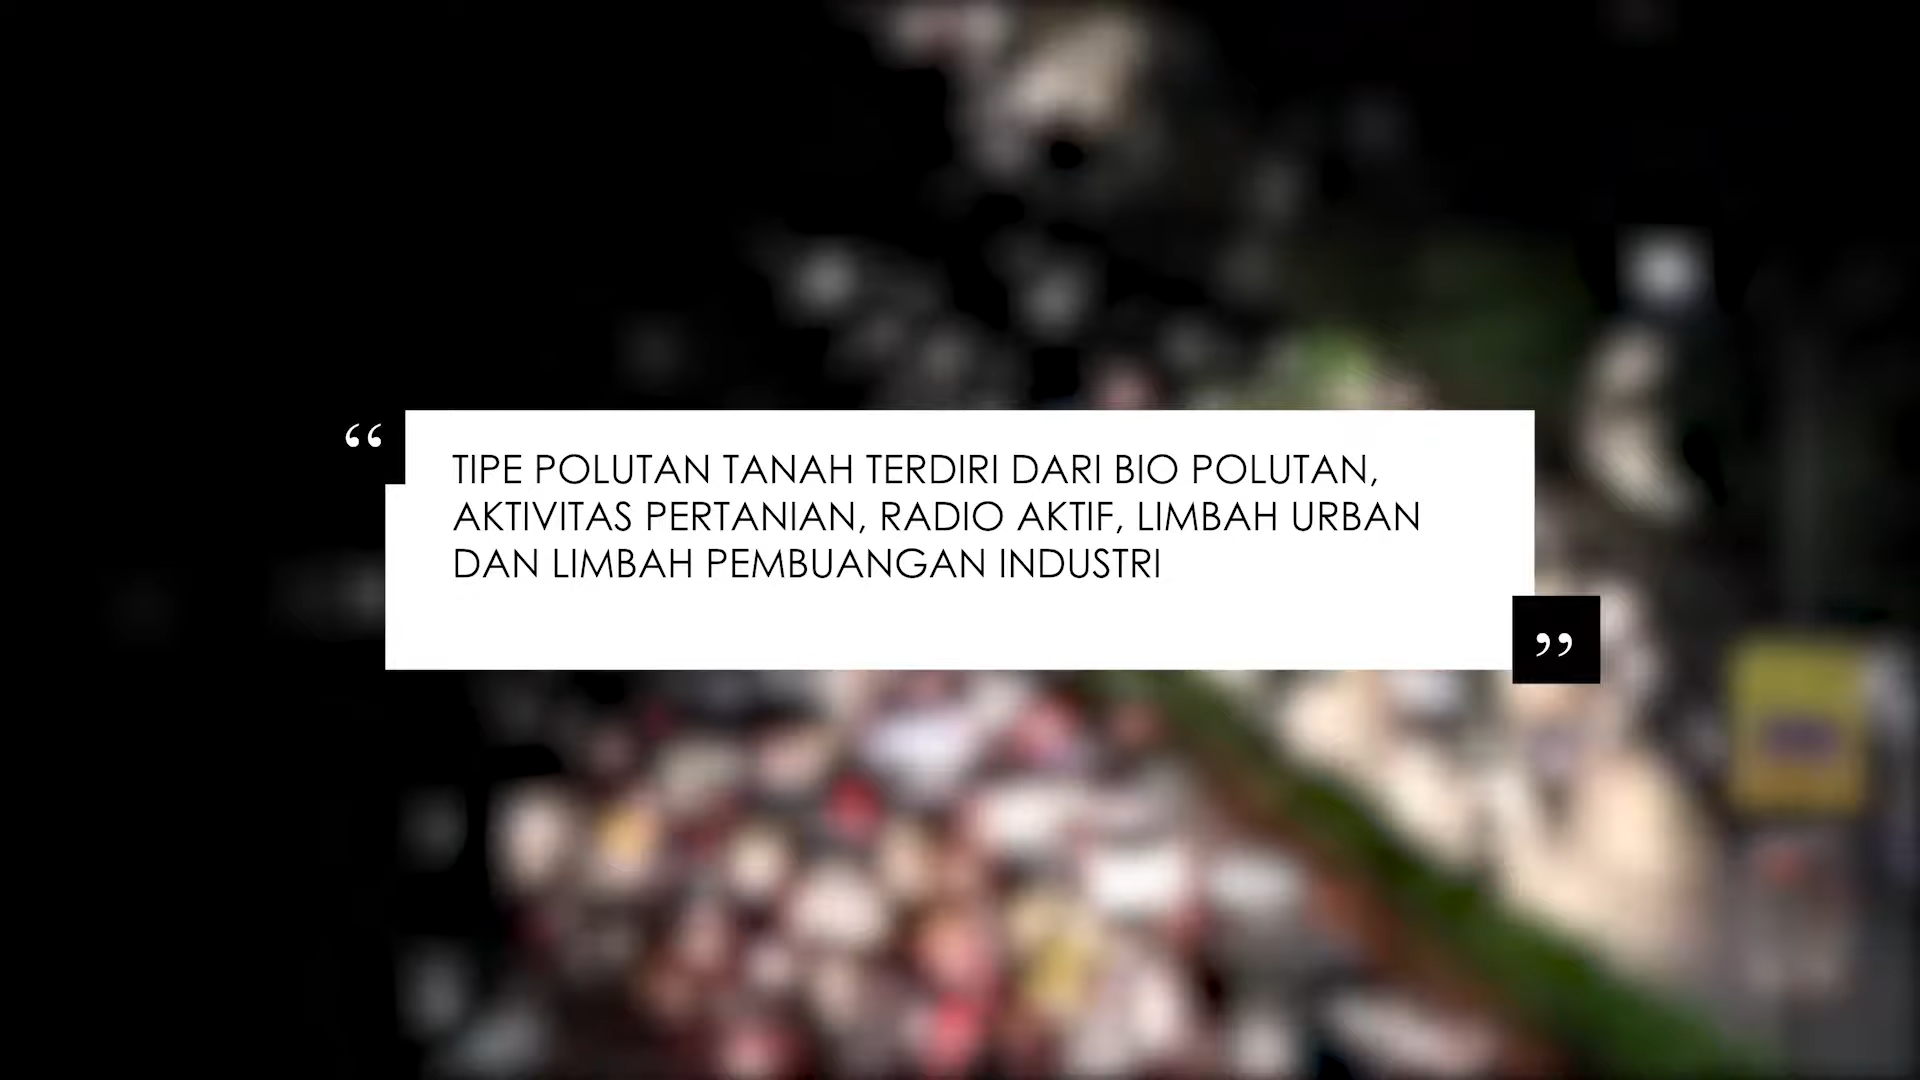 “
TIPE POLUTAN TANAH TERDIRI DARI BIO POLUTAN,
AKTIVITAS PERTANIAN, RADIO AKTIF, LIMBAH URBAN
DAN LIMBAH PEMBUANGAN INDUSTRI
”